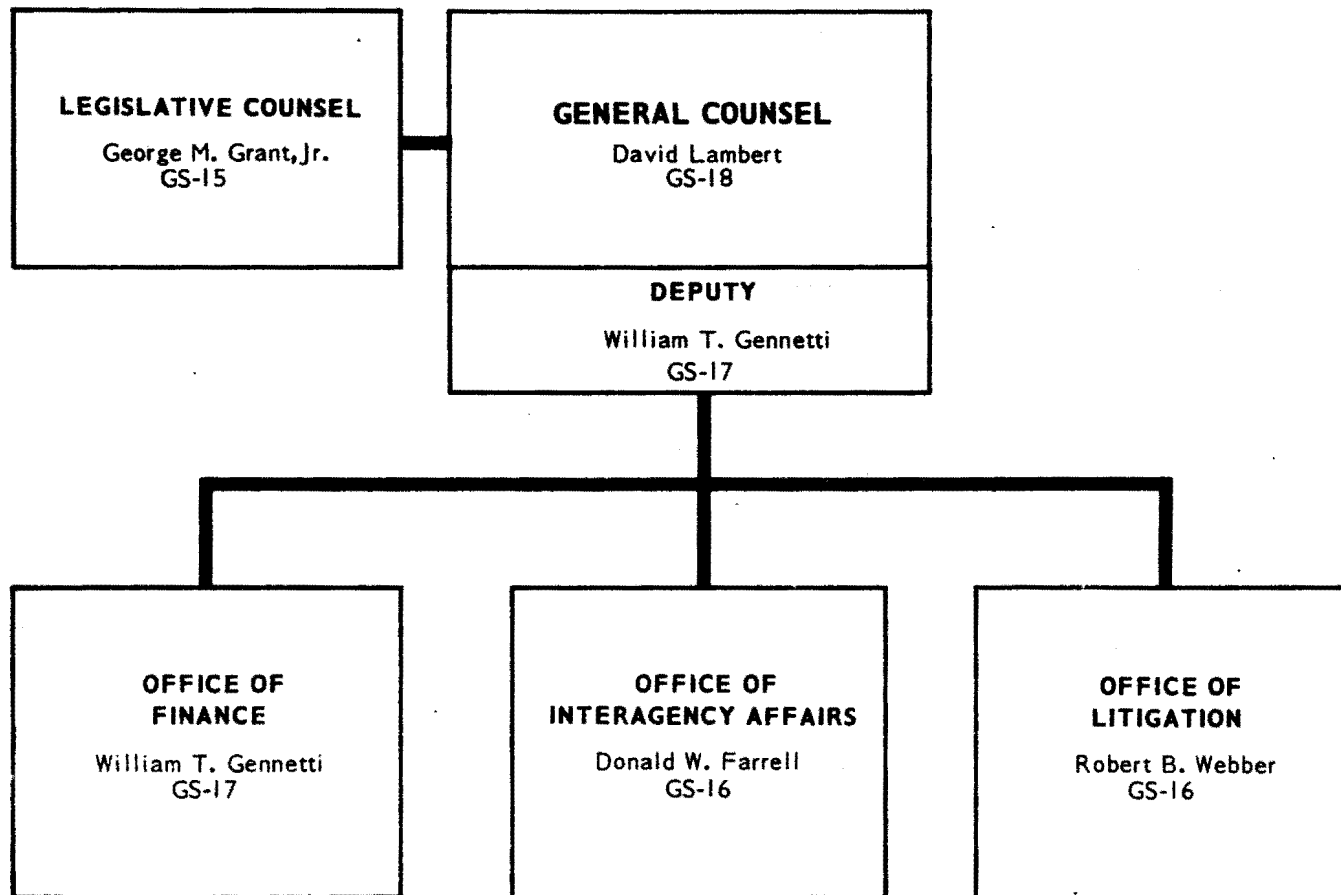 LEGISLATIVE COUNSEL
George M. Grant, Jr.
GS-15
GENERAL COUNSEL
David Lambert
GS-18
DEPUTY
William T. Gennetti
GS-17
OFFICE OF
FINANCE
William T. Gennetti
GS-17
OFFICE OF
INTERAGENCY AFFAIRS
Donald W. Farrell
GS-16
OFFICE OF
LITIGATION
Robert B. Webber
GS-16